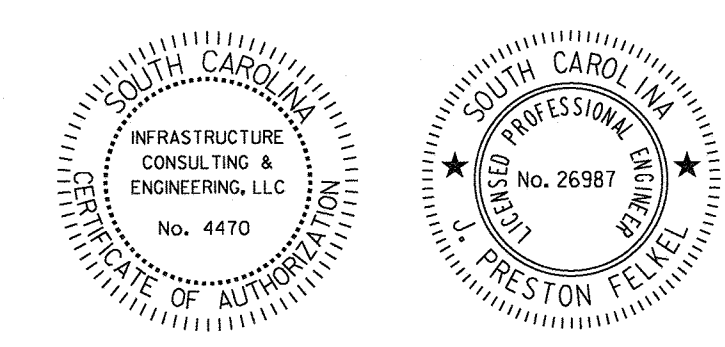 SOUTH CAROLINA
INFRASTRUCTURE
CONSULTING &
ENGINEERING, LLC
No. 4470
CERTIFICATE OF AUTHORIZATION
SOUTH CAROLINA
LICENSED PROFESSIONAL ENGINEER
No. 26987
J. PRESTON FELKEL